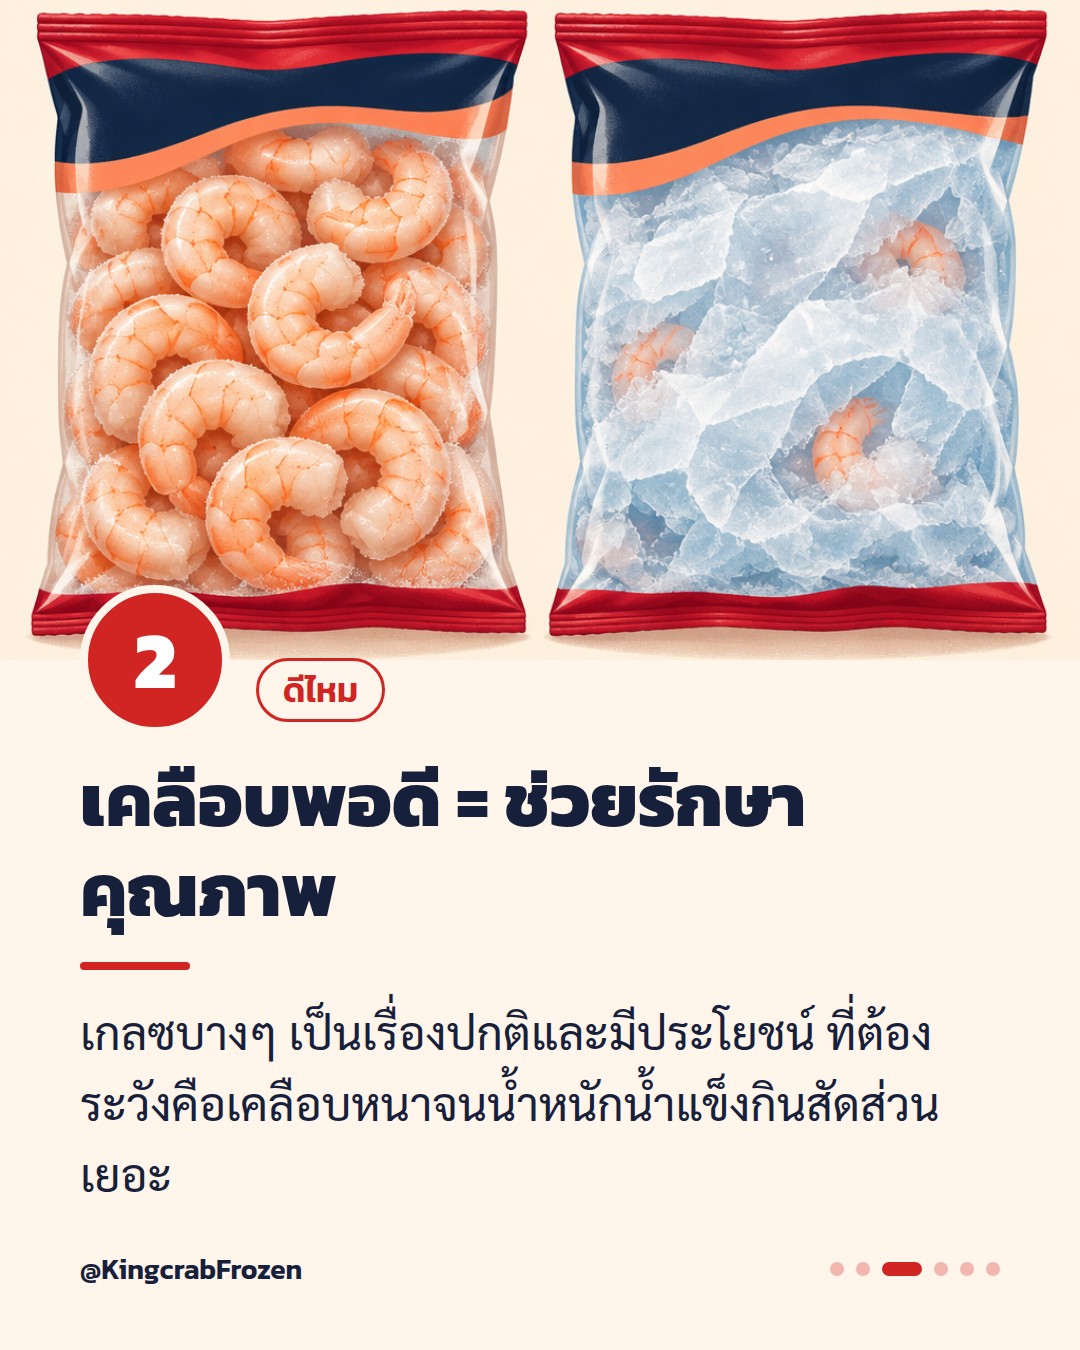 2
ดีไหม
เคลือบพอดี = ช่วยรักษา
คุณภาพ
เกลซบางๆ เป็นเรื่องปกติและมีประโยชน์ ที่ต้อง
ระวังคือเคลือบหนาจนน้ำหนักน้ำแข็งกินสัดส่วน
เยอะ
@KingcrabFrozen